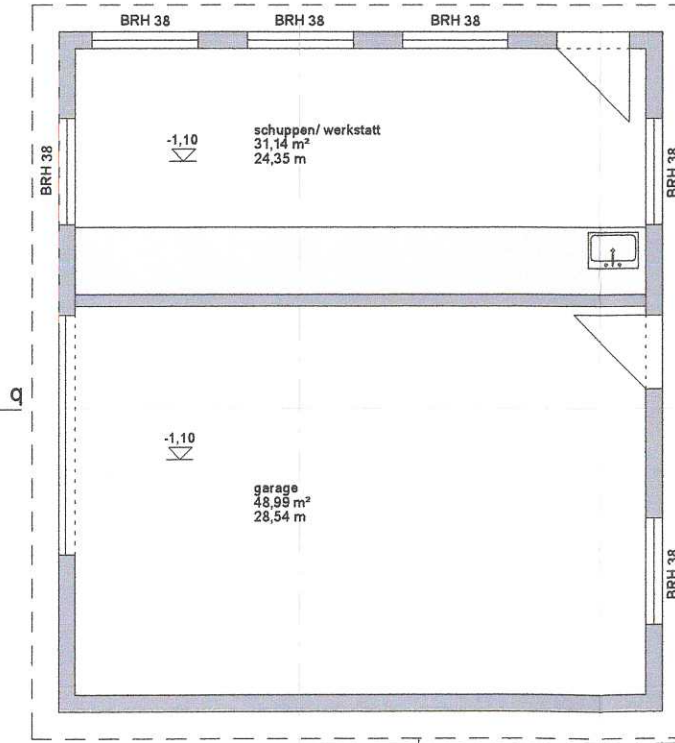 BRH 38
BRH 38
BRH 38
schuppen/ werkstatt
31,14 m²
24,35 m
-1,10
BRH 38
BRH 38
q
-1,10
garage
48,99 m²
28,54 m
BRH 38